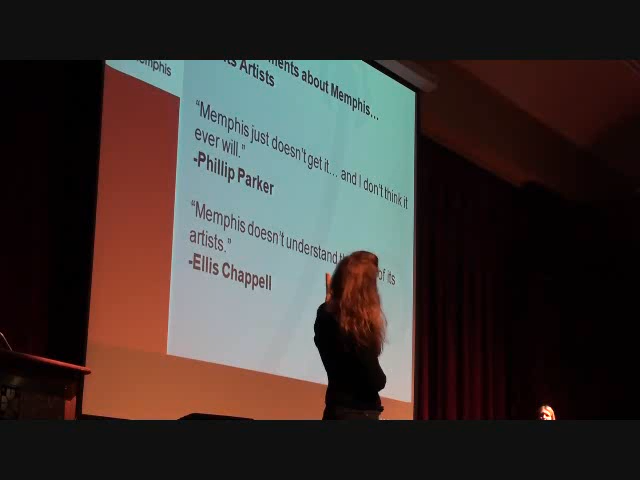 emphis
ments about Memphis...
ts Artists
"Memphis just doesn't get it... and I don't think it
ever will."
-Phillip Parker
"Memphis doesn't understand of its
artists."
-Ellis Chappell